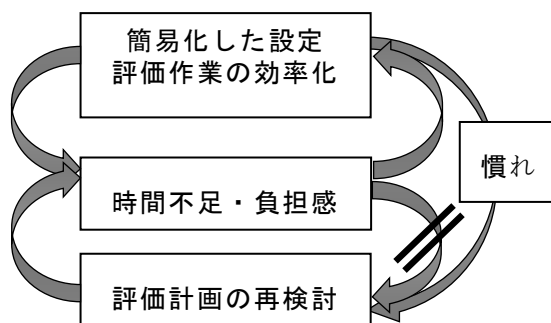 簡易化した設定
評価作業の効率化
慣れ
時間不足・負担感
評価計画の再検討